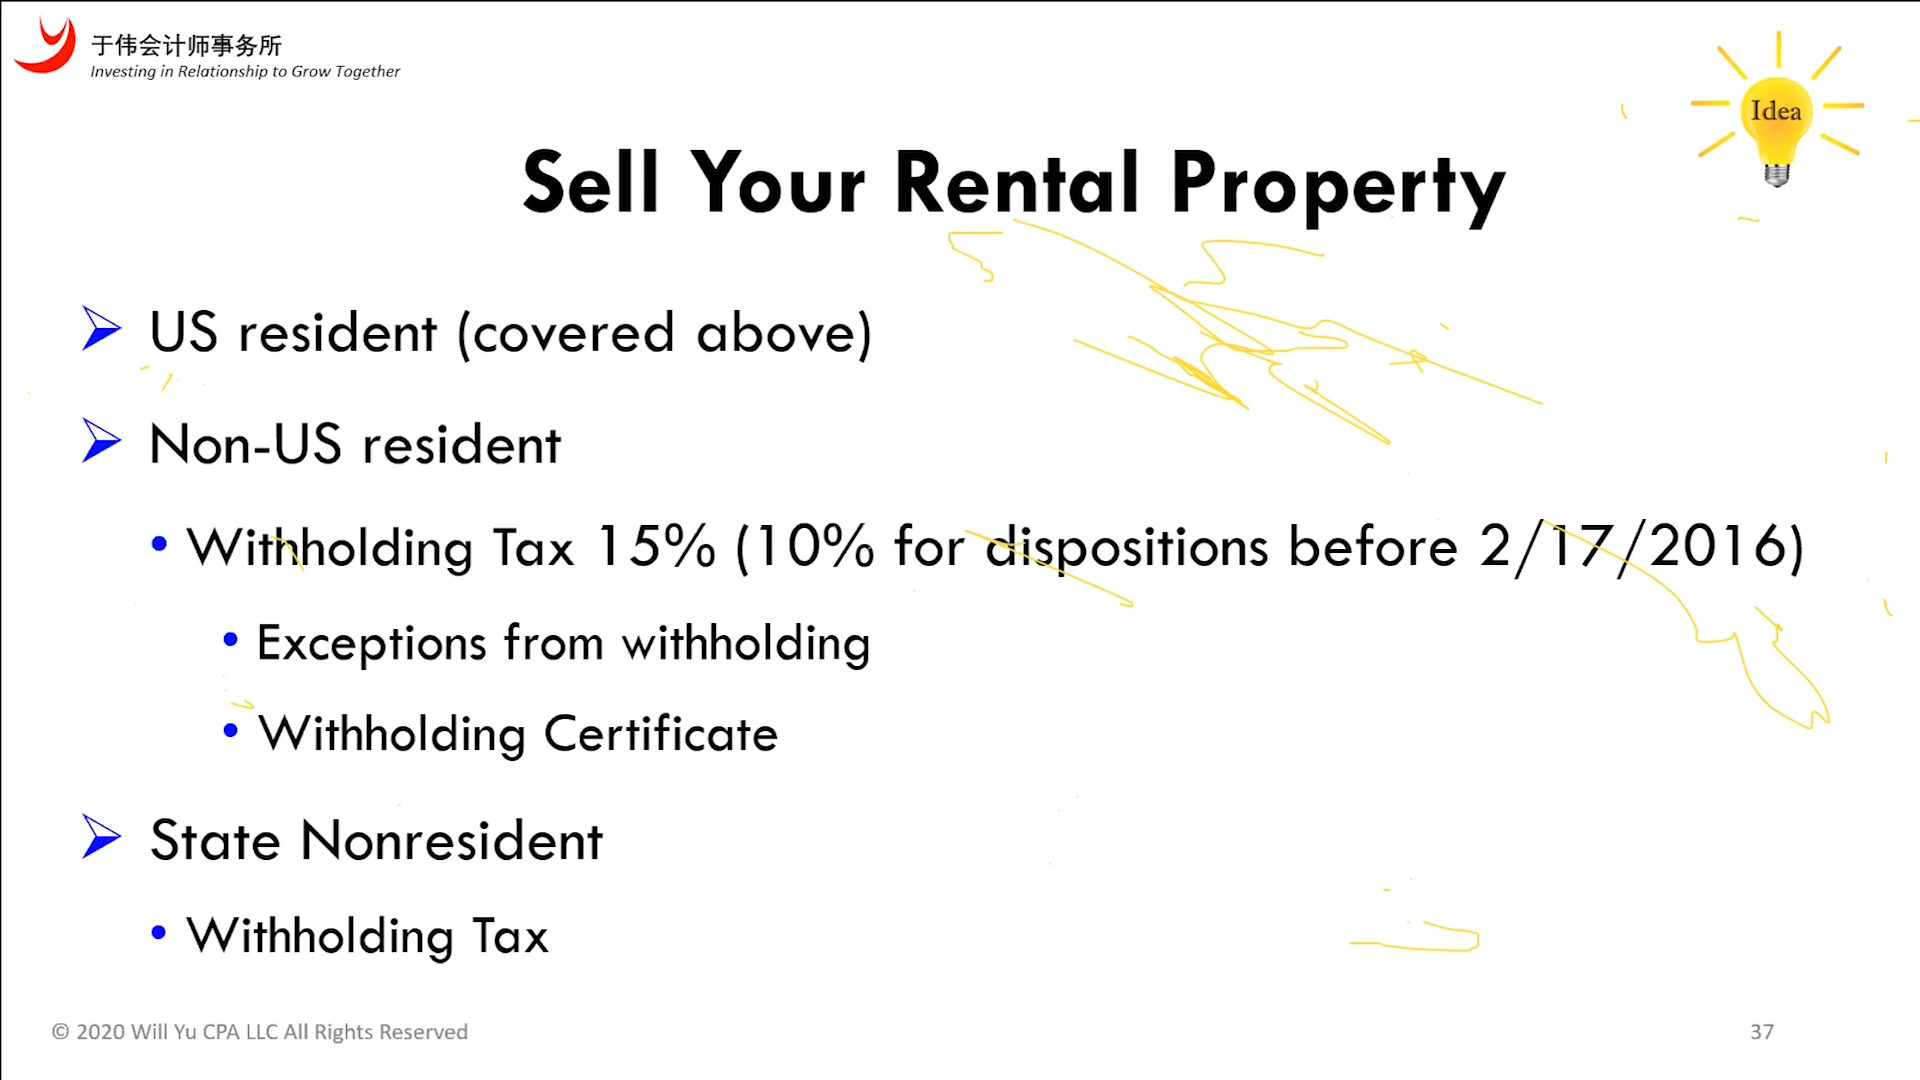 于伟会计师事务所
Investing in Relationship to Grow Together
Idea
Sell Your Rental Property
US resident (covered above)
Non-US resident
Withholding Tax 15% (10% for dispositions before 2/17/2016)
Exceptions from withholding
Withholding Certificate
State Nonresident
Withholding Tax
© 2020 Will Yu CPA LLC All Rights Reserved
37